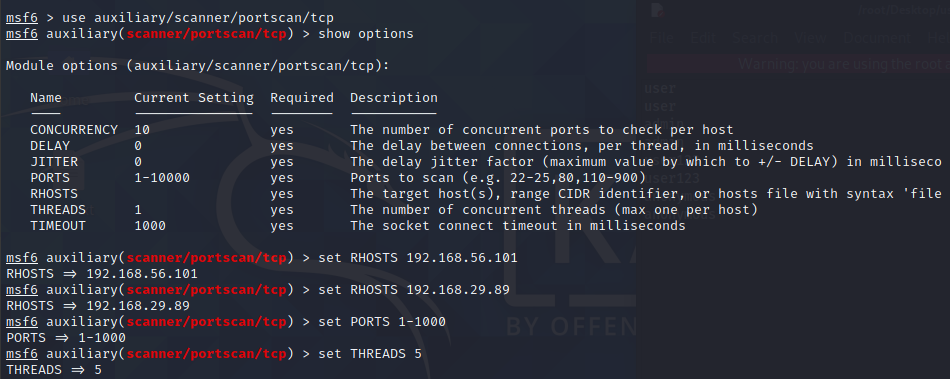 msf6 > use auxiliary/scanner/portscan/tcp
msf6 auxiliary(scanner/portscan/tcp) > show options
Module options (auxiliary/scanner/portscan/tcp):
Name Current Setting Required Description
---- --------------- -------- -----------
CONCURRENCY 10 yes The number of concurrent ports to check per host
DELAY 0 yes The delay between connections, per thread, in milliseconds
JITTER 0 yes The delay jitter factor (maximum value by which to +/- DELAY) in milliseco
PORTS 1-10000 yes Ports to scan (e.g. 22-25,80,110-900)
RHOSTS yes The target host(s), range CIDR identifier, or hosts file with syntax 'file
THREADS 1 yes The number of concurrent threads (max one per host)
TIMEOUT 1000 yes The socket connect timeout in milliseconds
msf6 auxiliary(scanner/portscan/tcp) > set RHOSTS 192.168.56.101
RHOSTS => 192.168.56.101
msf6 auxiliary(scanner/portscan/tcp) > set RHOSTS 192.168.29.89
RHOSTS => 192.168.29.89
msf6 auxiliary(scanner/portscan/tcp) > set PORTS 1-1000
PORTS => 1-1000
msf6 auxiliary(scanner/portscan/tcp) > set THREADS 5
THREADS => 5
File Edit Search View Document Help
Warning: you are using the root a
user
user
admin
user123
BY OFFEN